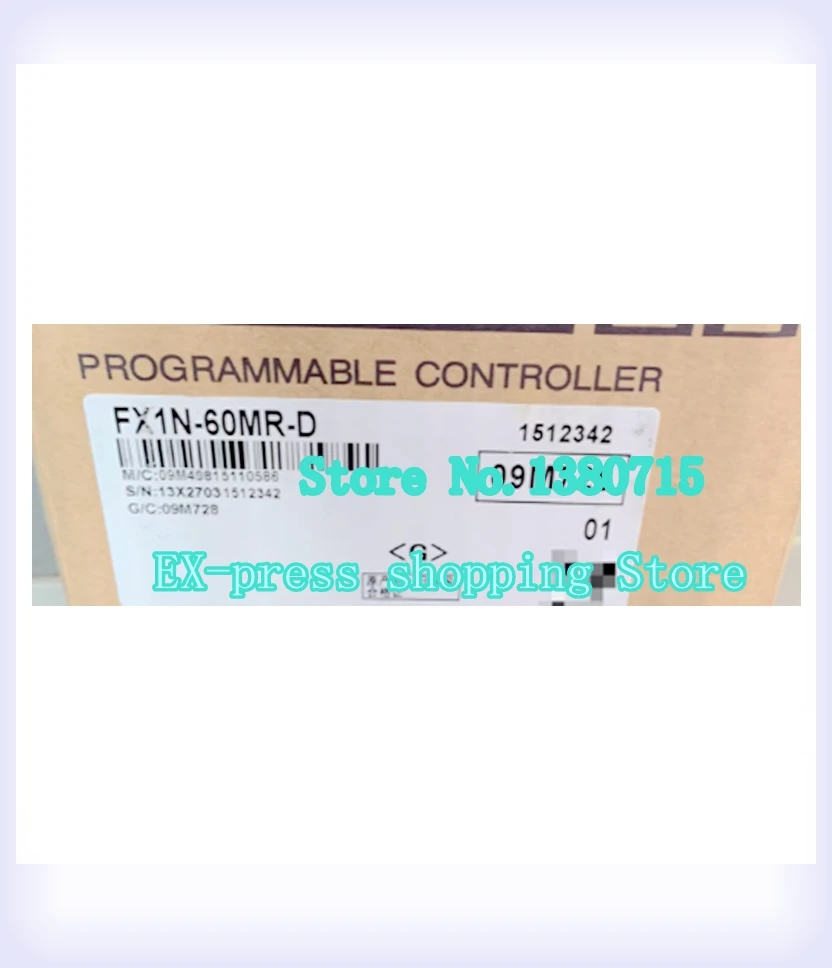 PROGRAMMABLE CONTROLLER
FX1N-60MR-D
1512342
M/C:09M40815110586
S/N:13X27031512342
Store No.1380715
G/C:09M728
01
<G>
EX-press shopping Store